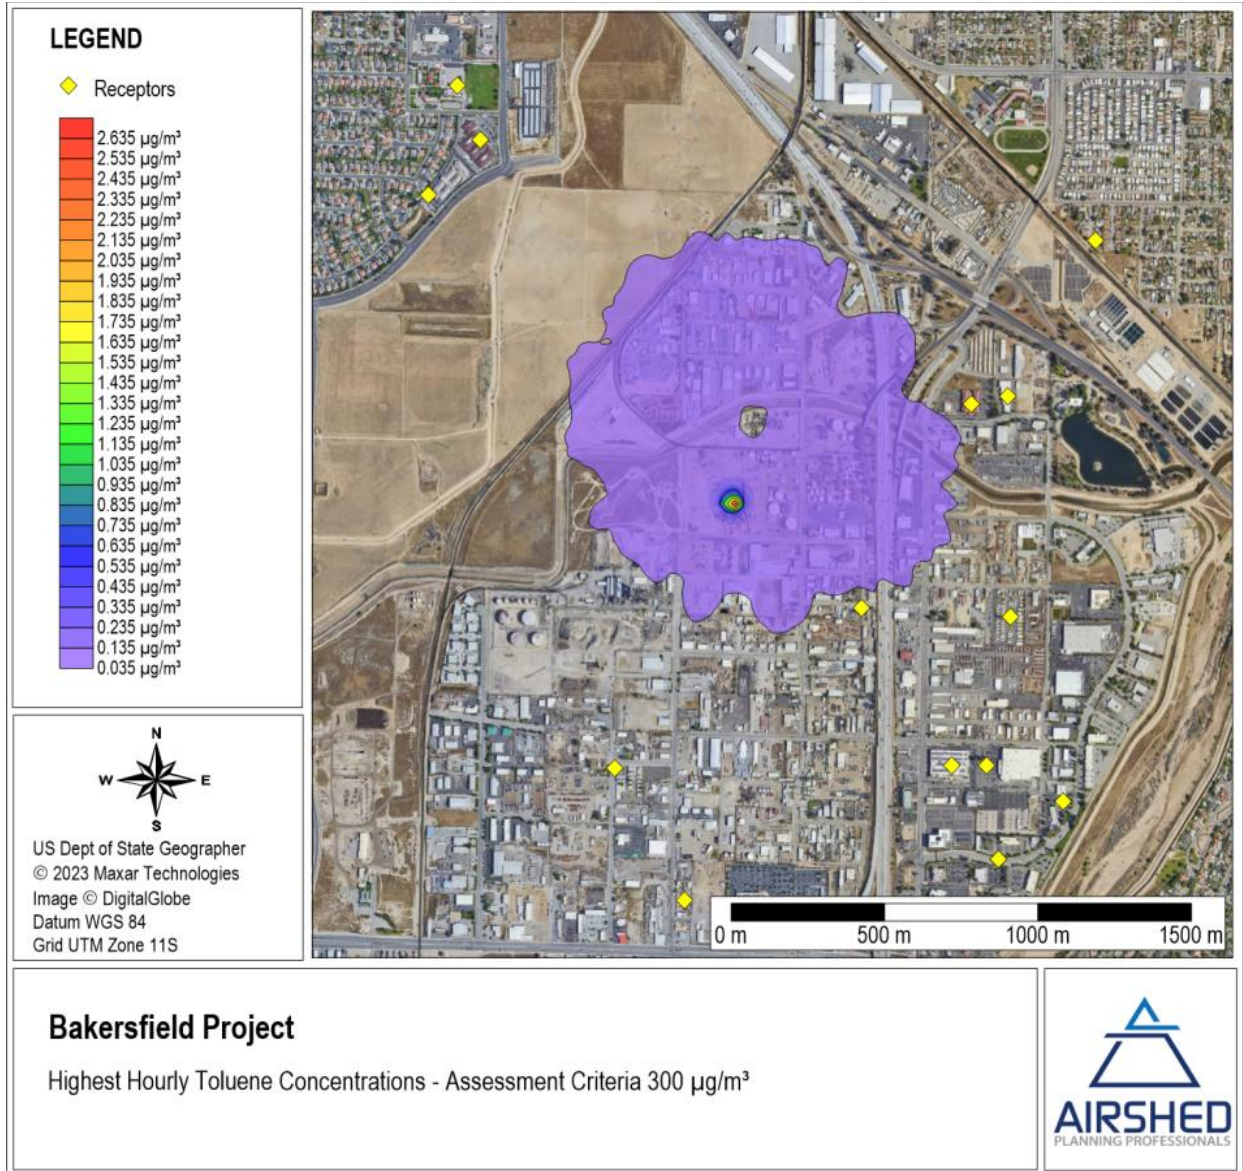 LEGEND
Receptors
2.635 µg/m³
2.535 µg/m³
2.435 µg/m³
2.335 µg/m³
2.235 µg/m³
2.135 µg/m³
2.035 µg/m³
1.935 µg/m³
1.835 µg/m³
1.735 µg/m³
1.635 µg/m³
1.535 µg/m³
1.435 µg/m³
1.335 µg/m³
1.235 µg/m³
1.135 µg/m³
1.035 µg/m³
0.935 µg/m³
0.835 µg/m³
0.735 µg/m³
0.635 µg/m³
0.535 µg/m³
0.435 µg/m³
0.335 µg/m³
0.235 µg/m³
0.135 µg/m³
0.035 µg/m³
N
W E
S
US Dept of State Geographer
© 2023 Maxar Technologies
Image © DigitalGlobe
Datum WGS 84
Grid UTM Zone 11S
0 m 500 m 1000 m 1500 m
Bakersfield Project
Highest Hourly Toluene Concentrations - Assessment Criteria 300 µg/m³
AIRSHED
PLANNING PROFESSIONALS